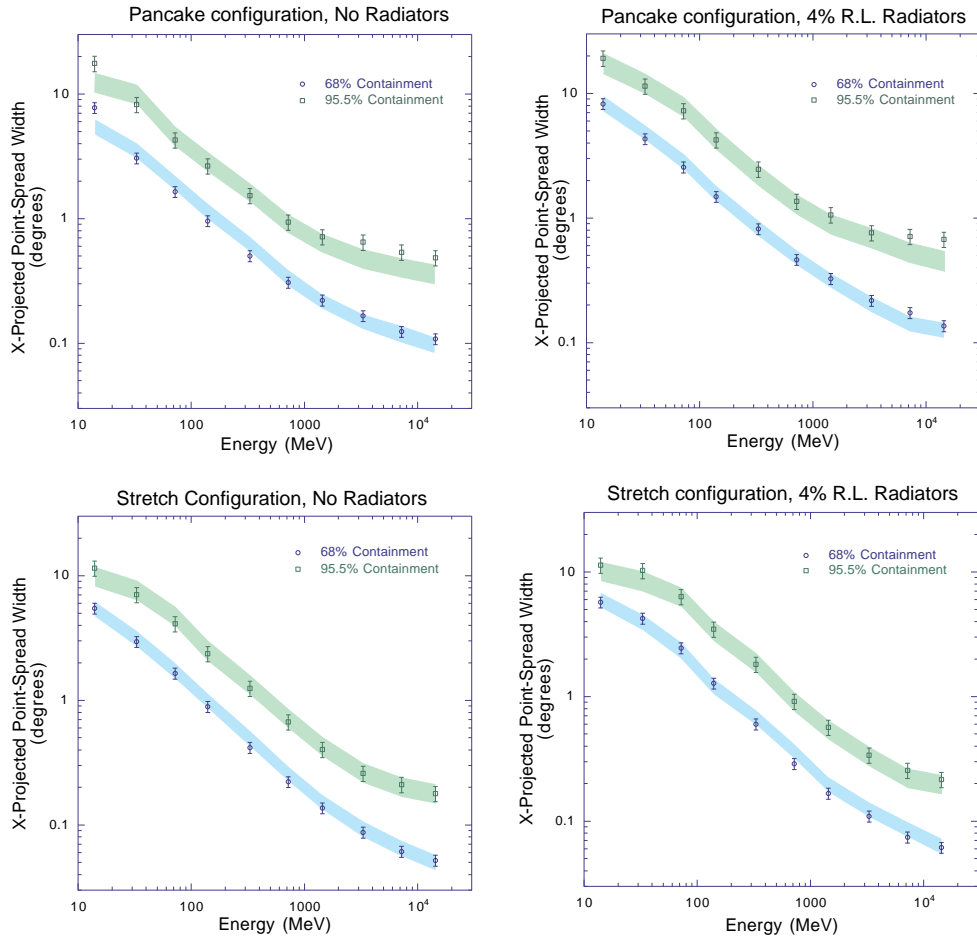 Pancake configuration, No Radiators
68% Containment
95.5% Containment
10
1
0.1
X-Projected Point-Spread Width
(degrees)
10
100
1000
10⁴
Energy (MeV)
Pancake configuration, 4% R.L. Radiators
68% Containment
95.5% Containment
10
1
0.1
X-Projected Point-Spread Width
(degrees)
10
100
1000
10⁴
Energy (MeV)
Stretch Configuration, No Radiators
68% Containment
95.5% Containment
10
1
0.1
X-Projected Point-Spread Width
(degrees)
10
100
1000
10⁴
Energy (MeV)
Stretch configuration, 4% R.L. Radiators
68% Containment
95.5% Containment
10
1
0.1
X-Projected Point-Spread Width
(degrees)
10
100
1000
10⁴
Energy (MeV)